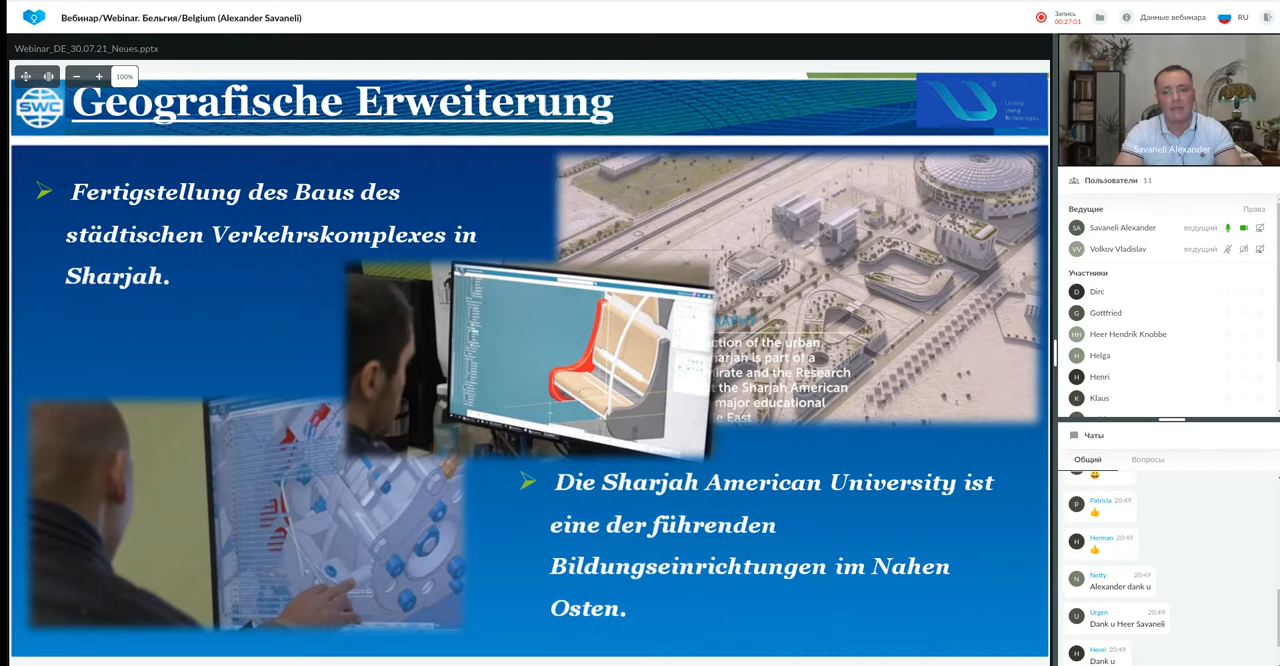 Вебинар/Webinar. Бельгия/Belgium (Alexander Savaneli)
Запись
00:27:01
Данные вебинара
RU
Webinar_DE_30.07.21_Neues.pptx
100%
SWC
Geografische Erweiterung
Fertigstellung des Baus des
städtischen Verkehrskomplexes in
Sharjah.
ction of the urban
arjah is part of a
irate and the Research
t the Sharjah American
major educational
e East
Die Sharjah American University ist
eine der führenden
Bildungseinrichtungen im Nahen
Osten.
Savaneli Alexander
Пользователи 11
Ведущие Права
SA Savaneli Alexander ведущий
VV Volkov Vladislav ведущий
Участники
D Dirc
G Gottfried
HH Heer Hendrik Knobbe
H Helga
H Henri
K Klaus
Чаты
Общий Вопросы
P Patricia 20:49
👍
H Herman 20:49
👍
N Netty 20:49
Alexander dank u
U Urgen 20:49
Dank u Heer Savaneli
H Henri 20:49
Dank u